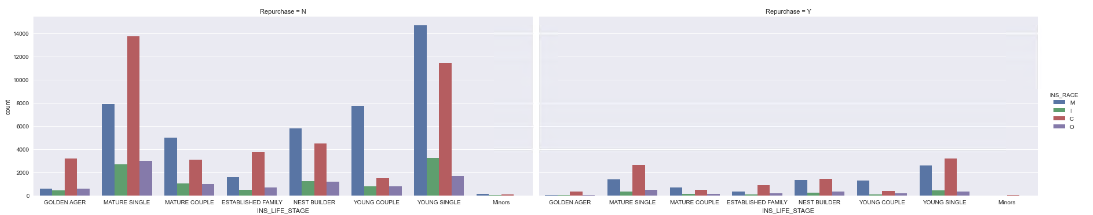 Repurchase = N
Repurchase = Y
14000
12000
10000
8000
6000
4000
2000
0
count
GOLDEN AGER MATURE SINGLE MATURE COUPLE ESTABLISHED FAMILY NEST BUILDER YOUNG COUPLE YOUNG SINGLE Minors
INS_LIFE_STAGE
GOLDEN AGER MATURE SINGLE MATURE COUPLE ESTABLISHED FAMILY NEST BUILDER YOUNG COUPLE YOUNG SINGLE Minors
INS_LIFE_STAGE
INS_RACE
M
I
C
O